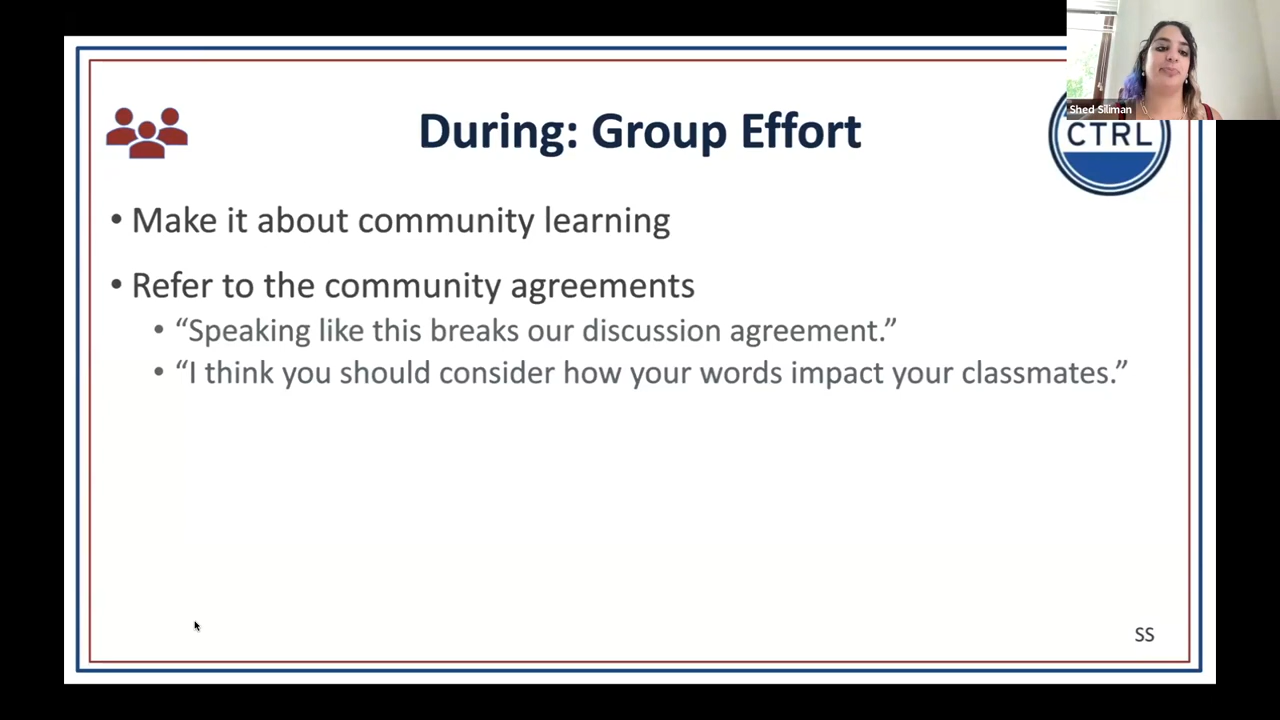 Shed Siliman
During: Group Effort
CTRL
• Make it about community learning
• Refer to the community agreements
• “Speaking like this breaks our discussion agreement.”
• “I think you should consider how your words impact your classmates.”
SS